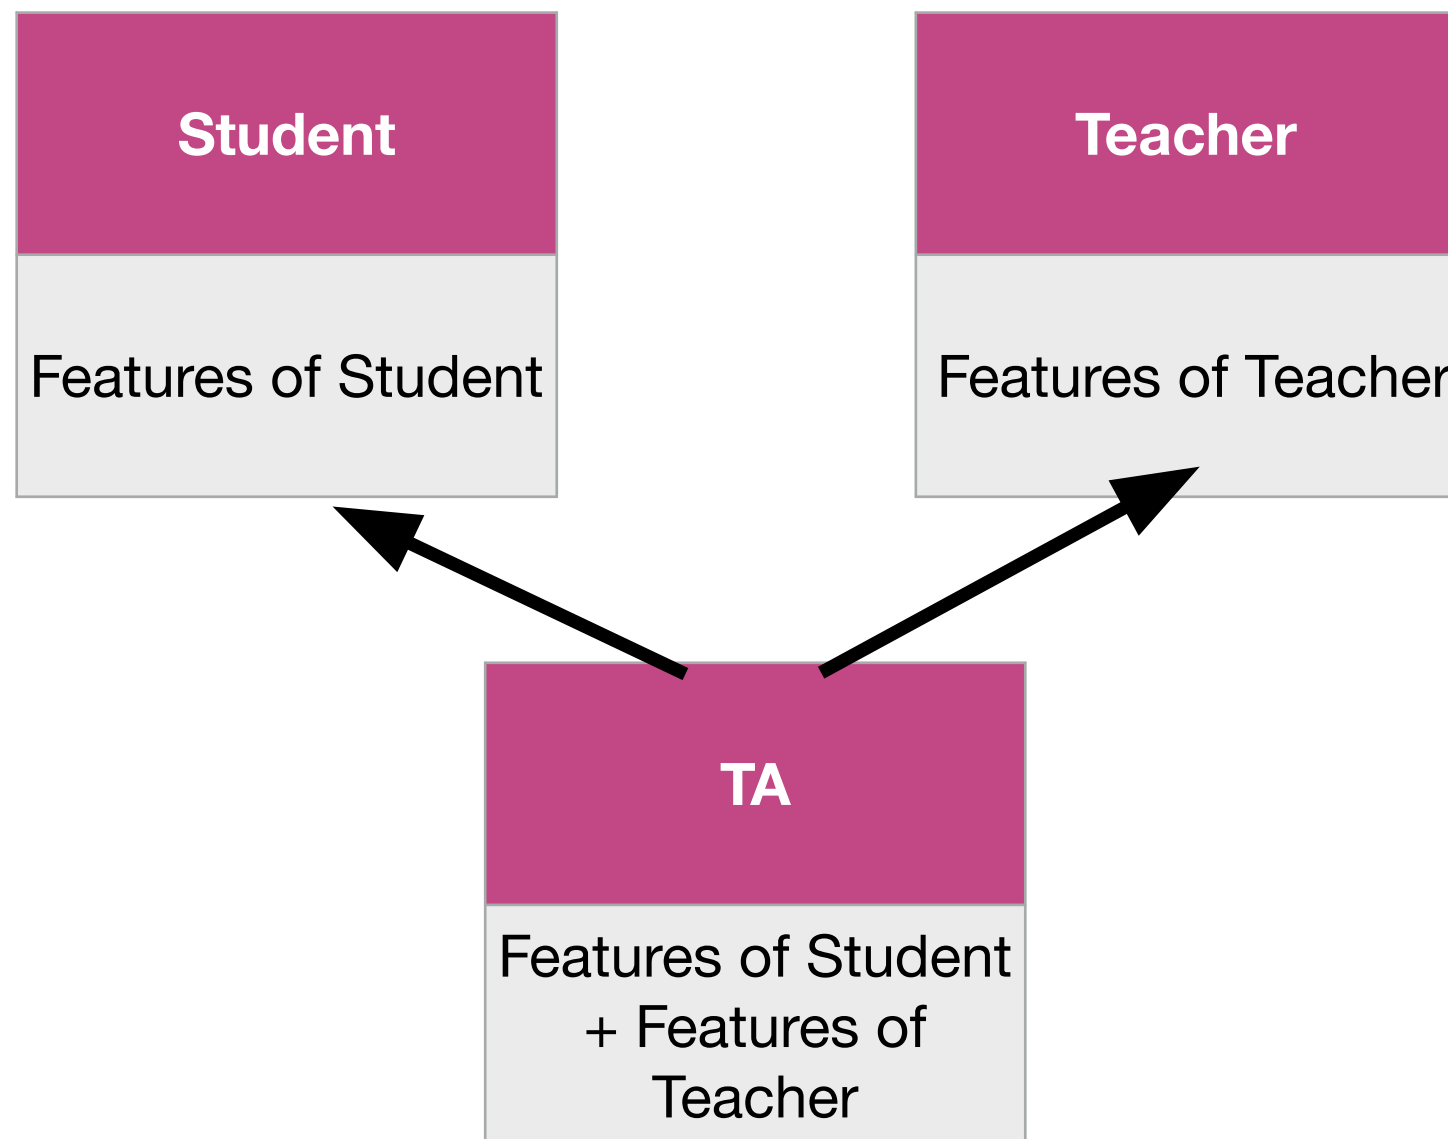 Student
Teacher
Features of Student
Features of Teacher
TA
Features of Student
+ Features of
Teacher